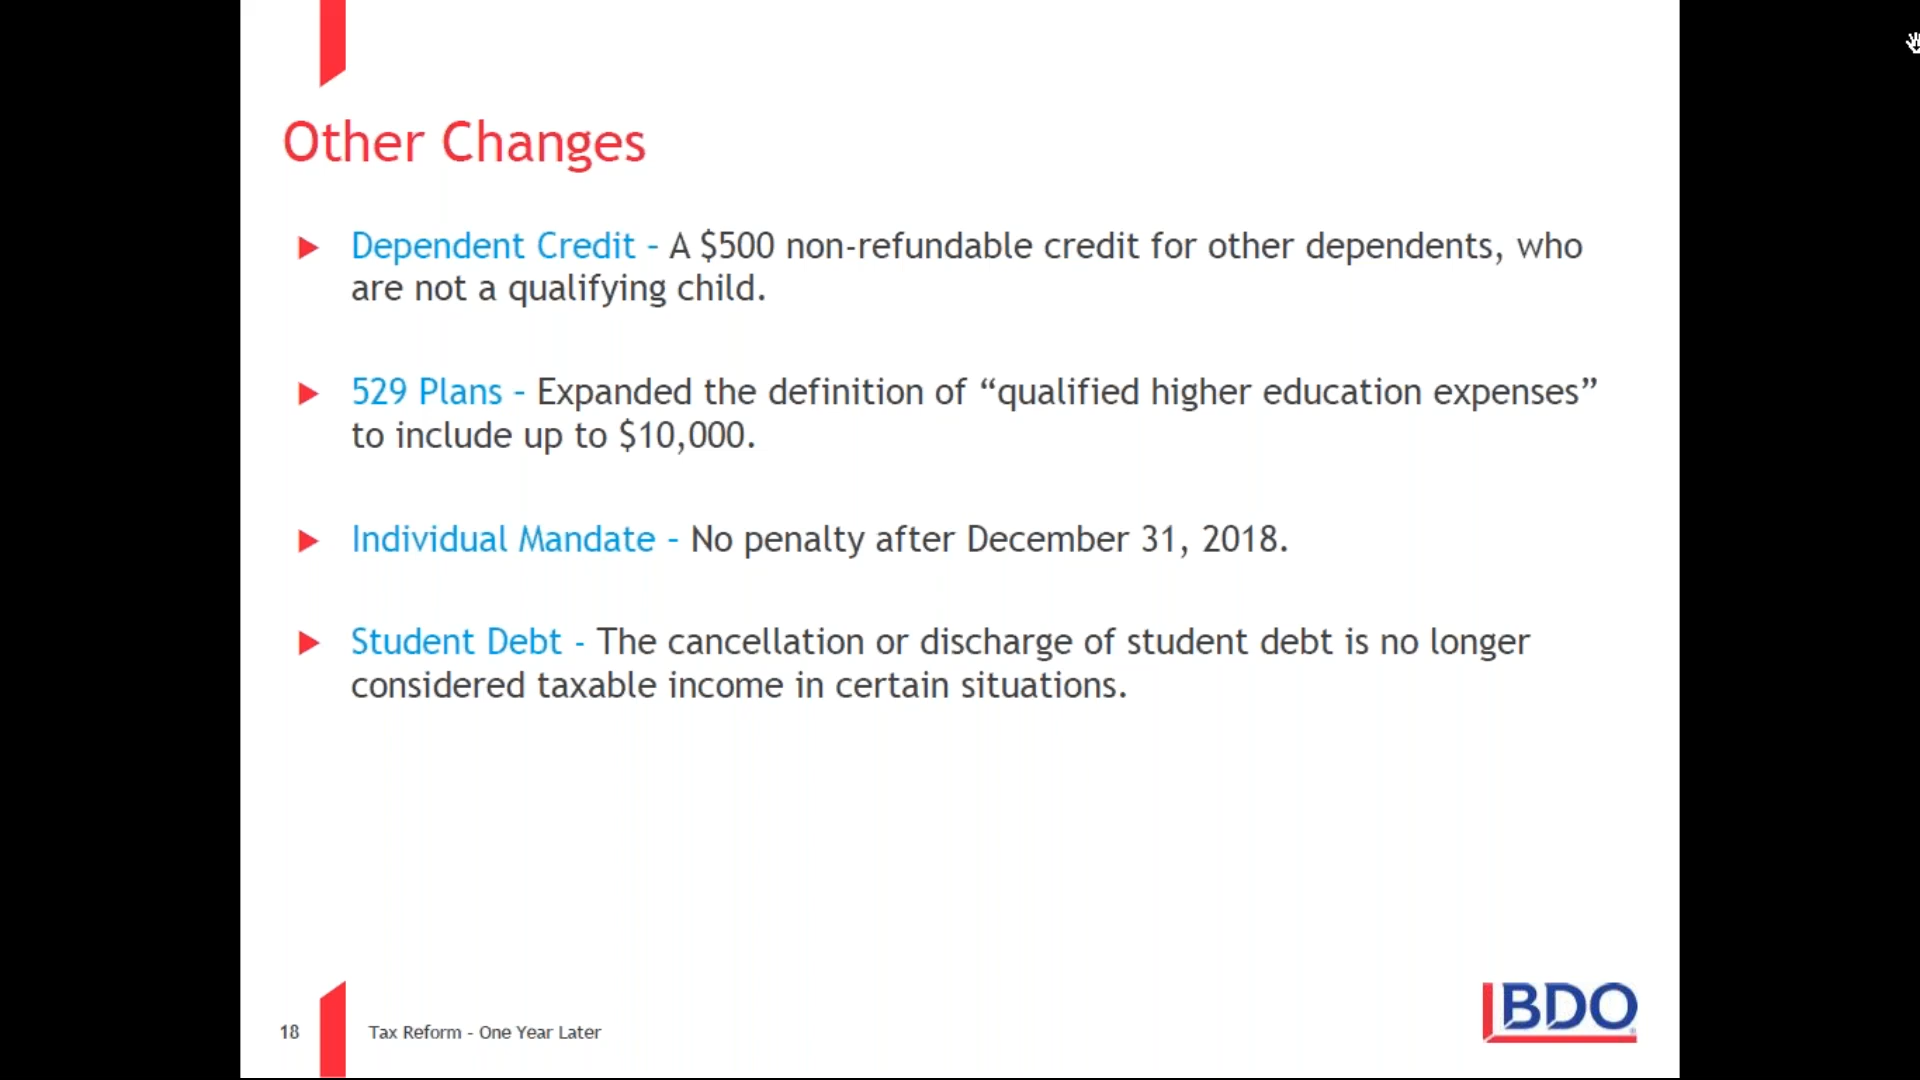 Other Changes
Dependent Credit - A $500 non-refundable credit for other dependents, who
are not a qualifying child.
529 Plans - Expanded the definition of “qualified higher education expenses”
to include up to $10,000.
Individual Mandate - No penalty after December 31, 2018.
Student Debt - The cancellation or discharge of student debt is no longer
considered taxable income in certain situations.
18 Tax Reform - One Year Later
BDO